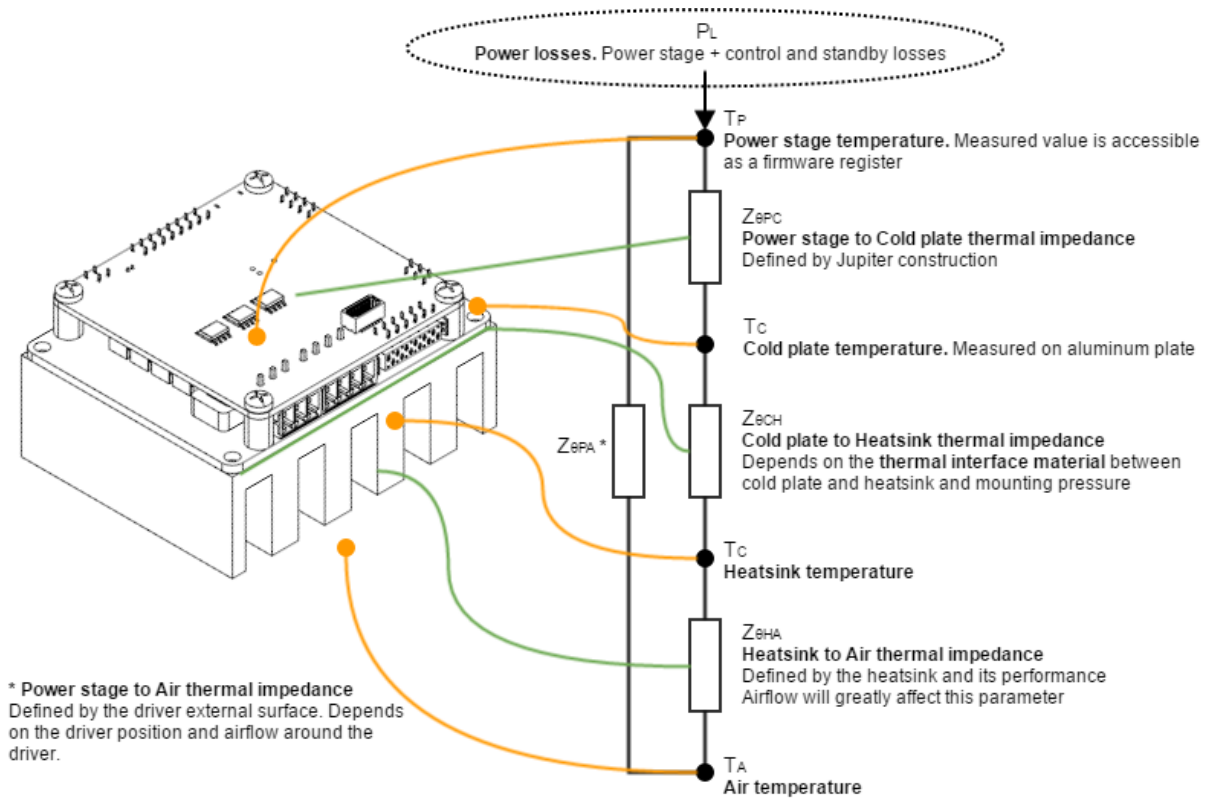 PL
Power losses. Power stage + control and standby losses
TP
Power stage temperature. Measured value is accessible
as a firmware register
ZθPC
Power stage to Cold plate thermal impedance
Defined by Jupiter construction
TC
Cold plate temperature. Measured on aluminum plate
ZθPA *
ZθCH
Cold plate to Heatsink thermal impedance
Depends on the thermal interface material between
cold plate and heatsink and mounting pressure
TC
Heatsink temperature
ZθHA
Heatsink to Air thermal impedance
Defined by the heatsink and its performance
Airflow will greatly affect this parameter
* Power stage to Air thermal impedance
Defined by the driver external surface. Depends
on the driver position and airflow around the
driver.
TA
Air temperature